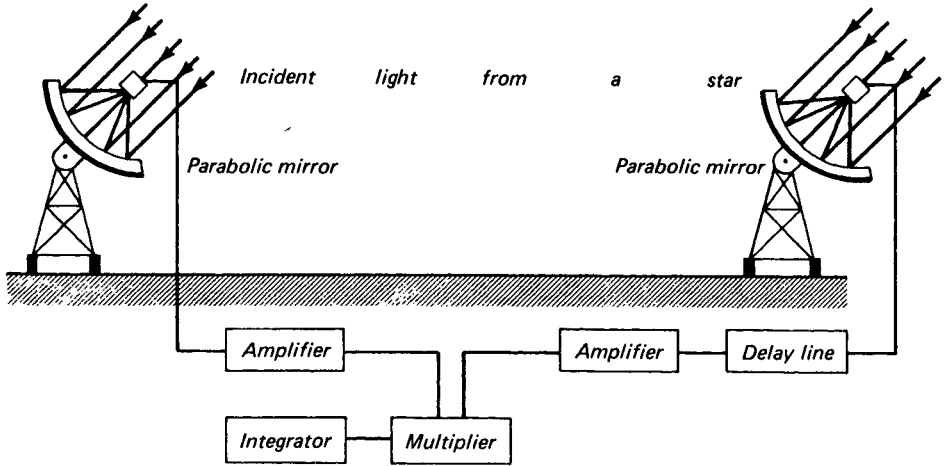 Incident light from a star
Parabolic mirror
Parabolic mirror
Amplifier
Amplifier
Delay line
Integrator
Multiplier